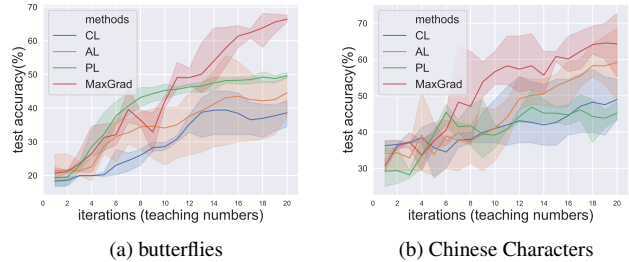 methods
CL
AL
PL
MaxGrad
test accuracy(%)
70
60
50
40
30
20
0 2 4 6 8 10 12 14 16 18 20
iterations (teaching numbers)
(a) butterflies
methods
CL
AL
PL
MaxGrad
test accuracy(%)
70
60
50
40
30
0 2 4 6 8 10 12 14 16 18 20
iterations (teaching numbers)
(b) Chinese Characters